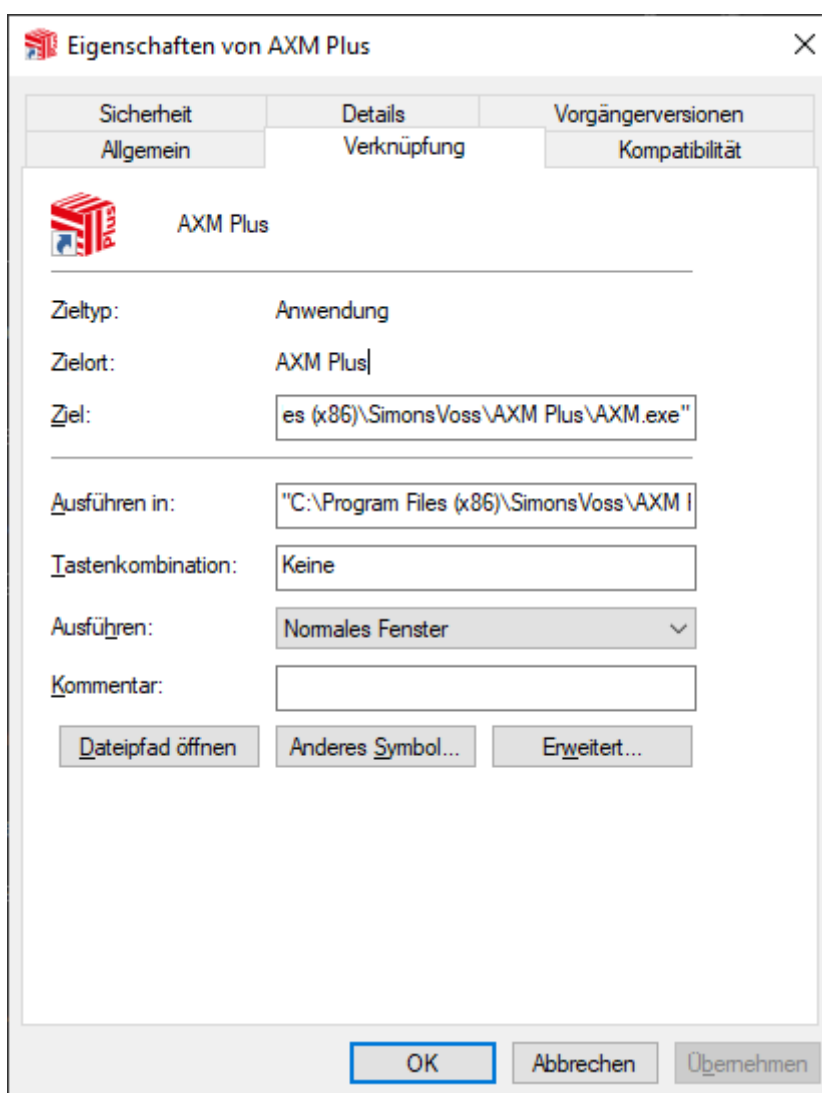 Eigenschaften von AXM Plus
Sicherheit Details Vorgängerversionen
Allgemein Verknüpfung Kompatibilität
Plus
AXM Plus
Zieltyp: Anwendung
Zielort: AXM Plus
Ziel: es (x86)\SimonsVoss\AXM Plus\AXM.exe"
Ausführen in: "C:\Program Files (x86)\SimonsVoss\AXM
Tastenkombination: Keine
Ausführen: Normales Fenster
Kommentar:
Dateipfad öffnen Anderes Symbol... Erweitert...
OK Abbrechen Übernehmen